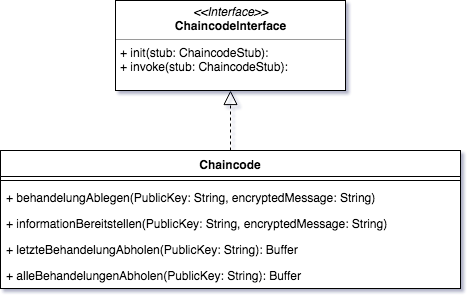 <<Interface>>
ChaincodeInterface
+ init(stub: ChaincodeStub):
+ invoke(stub: ChaincodeStub):
Chaincode
+ behandelungAblegen(PublicKey: String, encryptedMessage: String)
+ informationBereitstellen(PublicKey: String, encryptedMessage: String)
+ letzteBehandelungAbholen(PublicKey: String): Buffer
+ alleBehandelungenAbholen(PublicKey: String): Buffer